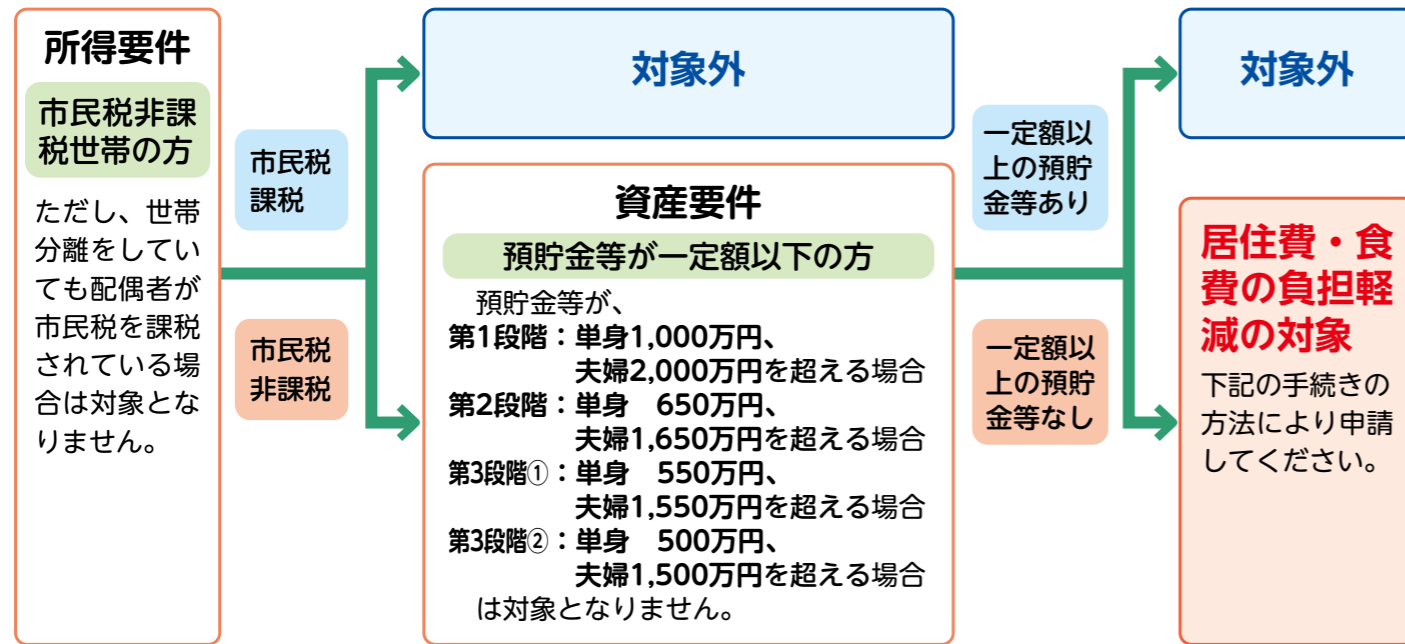 所得要件
市民税非課
税世帯の方
ただし、世帯
分離をしてい
ても配偶者が
市民税を課税
されている場
合は対象とな
りません。
市民税
課税
市民税
非課税
対象外
資産要件
預貯金等が一定額以下の方
預貯金等が、
第1段階：単身1,000万円、
夫婦2,000万円を超える場合
第2段階：単身　650万円、
夫婦1,650万円を超える場合
第3段階①：単身　550万円、
夫婦1,550万円を超える場合
第3段階②：単身　500万円、
夫婦1,500万円を超える場合
は対象となりません。
一定額以
上の預貯
金等あり
一定額以
上の預貯
金等なし
対象外
居住費・食
費の負担軽
減の対象
下記の手続きの
方法により申請
してください。